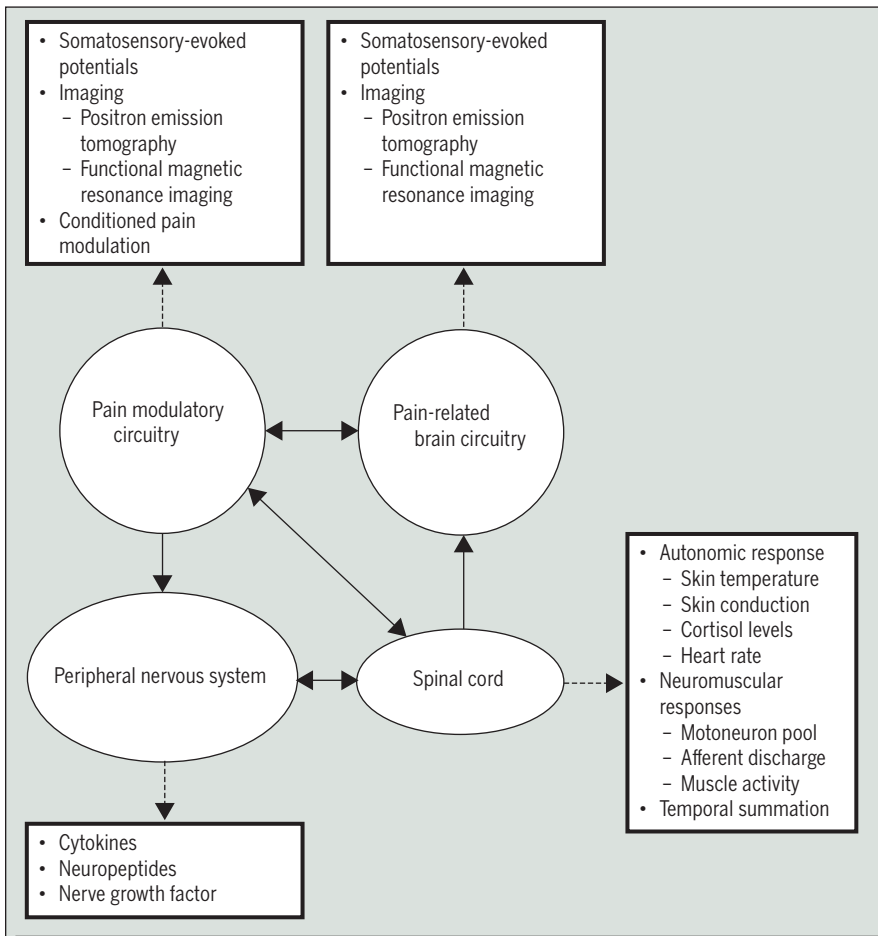 • Somatosensory-evoked
potentials
• Imaging
– Positron emission
tomography
– Functional magnetic
resonance imaging
• Conditioned pain
modulation
• Somatosensory-evoked
potentials
• Imaging
– Positron emission
tomography
– Functional magnetic
resonance imaging
Pain modulatory
circuitry
Pain-related
brain circuitry
Peripheral nervous system
Spinal cord
• Autonomic response
– Skin temperature
– Skin conduction
– Cortisol levels
– Heart rate
• Neuromuscular
responses
– Motoneuron pool
– Afferent discharge
– Muscle activity
• Temporal summation
• Cytokines
• Neuropeptides
• Nerve growth factor